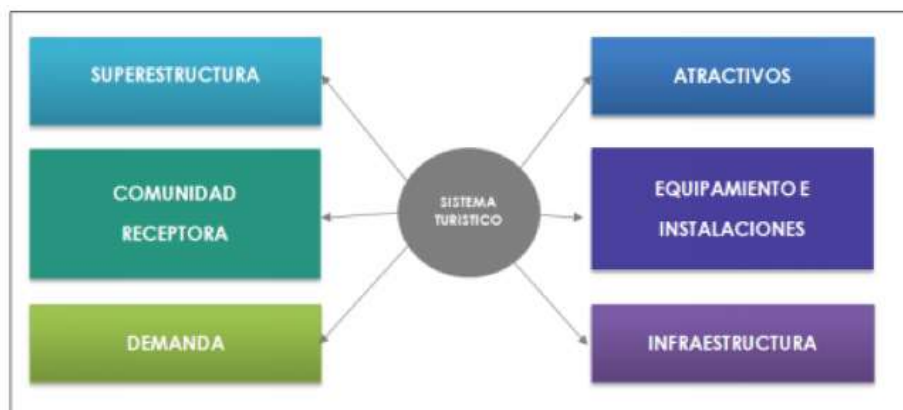 SUPERESTRUCTURA
COMUNIDAD
RECEPTORA
DEMANDA
SISTEMA
TURISTICO
ATRACTIVOS
EQUIPAMIENTO E
INSTALACIONES
INFRAESTRUCTURA